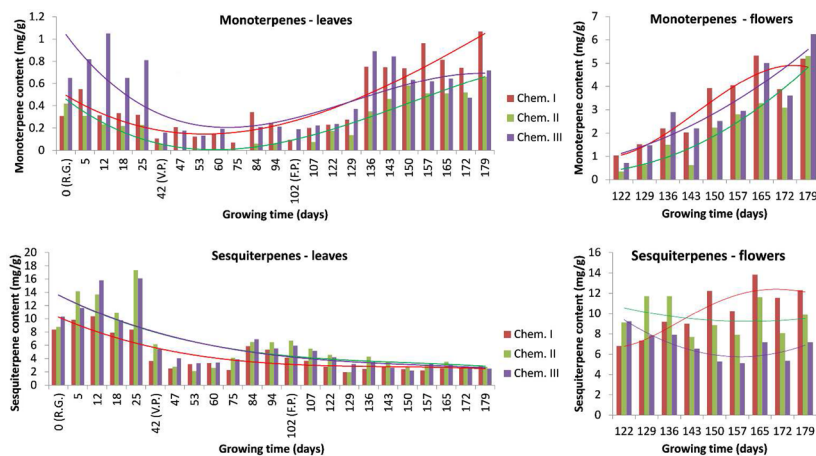 Monoterpenes - leaves
Monoterpene content (mg/g)
1.2
1
0.8
0.6
0.4
0.2
0
0 (R.G.)
5
12
18
25
42 (V.P.)
47
53
60
75
84
94
102 (F.P.)
107
122
129
136
143
150
157
165
172
179
Growing time (days)
Chem. I
Chem. II
Chem. III
Monoterpenes - flowers
Monoterpene content (mg/g)
6
5
4
3
2
1
0
122 129 136 143 150 157 165 172 179
Growing time (days)
Sesquiterpenes - leaves
Sesquiterpene content (mg/g)
20
18
16
14
12
10
8
6
4
2
0
0 (R.G.)
5
12
18
25
42 (V.P.)
47
53
60
75
84
94
102 (F.P.)
107
122
129
136
143
150
157
165
172
179
Growing time (days)
Chem. I
Chem. II
Chem. III
Sesquiterpenes - flowers
Sesquiterpene content (mg/g)
16
14
12
10
8
6
4
2
0
122 129 136 143 150 157 165 172 179
Growing time (days)